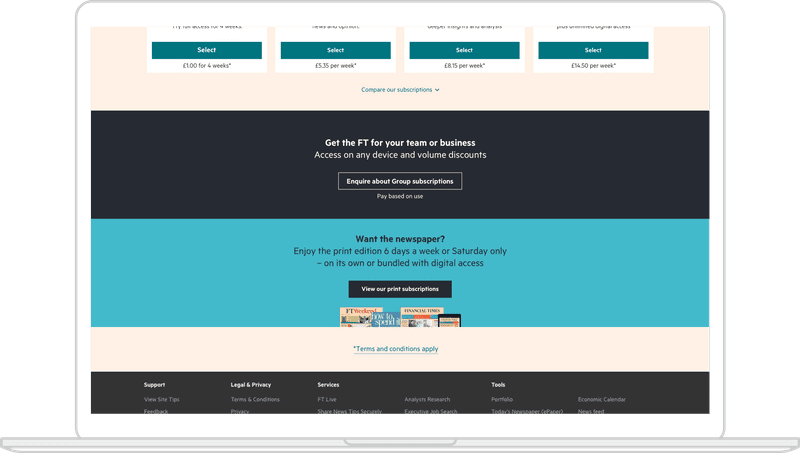 Try full access for 4 weeks. news and opinion. deeper insights and analysis plus unlimited digital access
Select Select Select Select
£1.00 for 4 weeks* £5.35 per week* £8.15 per week* £14.50 per week*
Compare our subscriptions
Get the FT for your team or business
Access on any device and volume discounts
Enquire about Group subscriptions
Pay based on use
Want the newspaper?
Enjoy the print edition 6 days a week or Saturday only
– on its own or bundled with digital access
View our print subscriptions
FTWeekend how to spend it FINANCIAL TIMES
*Terms and conditions apply
Support Legal & Privacy Services Tools
View Site Tips Terms & Conditions FT Live Analysts Research Portfolio Economic Calendar
Feedback Privacy Share News Tips Securely Executive Job Search Today's Newspaper (ePaper) News feed